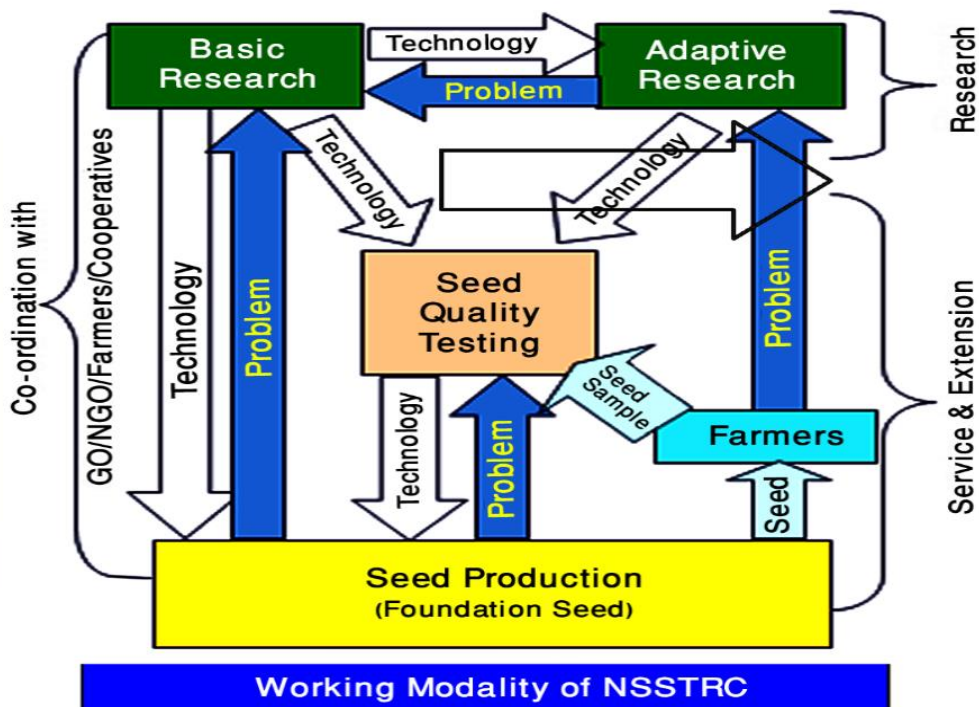 Basic
Research
Technology
Problem
Adaptive
Research
Research
Co-ordination with
GO/NGO/Farmers/Cooperatives
Technology
Problem
Technology
Technology
Seed
Quality
Testing
Problem
Service & Extension
Technology
Problem
Seed
Sample
Farmers
Seed
Seed Production
(Foundation Seed)
Working Modality of NSSTRC